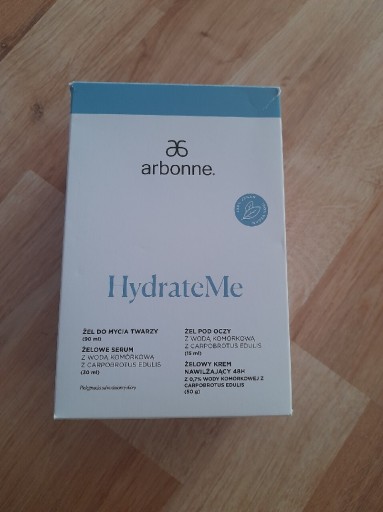 arbonne.
HydrateMe
ŻEL DO MYCIA TWARZY
(90 ml)
ŻELOWE SERUM
Z WODĄ KOMÓRKOWĄ
Z CARPOBROTUS EDULIS
(30 ml)
ŻEL POD OCZY
Z WODĄ KOMÓRKOWĄ
Z CARPOBROTUS EDULIS
(15 ml)
ŻELOWY KREM
NAWILŻAJĄCY 48H
Z 0,7% WODY KOMÓRKOWEJ Z
CARPOBROTUS EDULIS
(50 g)